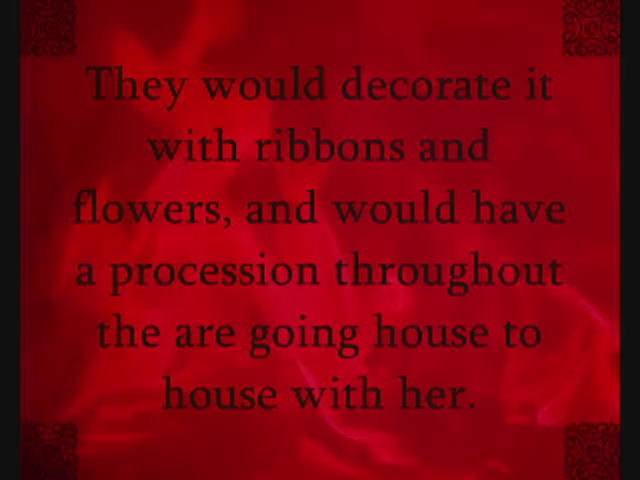 They would decorate it
with ribbons and
flowers, and would have
a procession throughout
the are going house to
house with her.